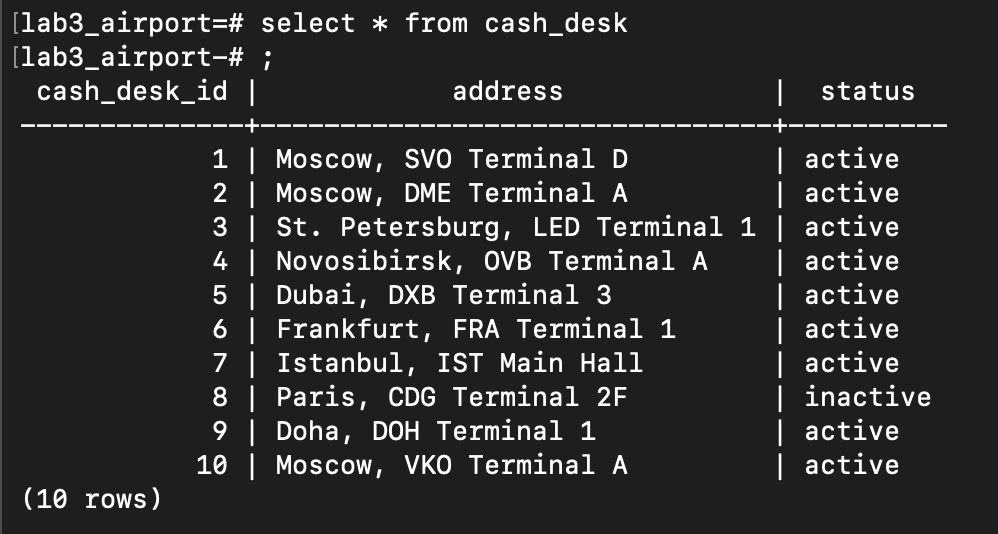 [lab3_airport=# select * from cash_desk
[lab3_airport-# ;
 cash_desk_id |            address             |  status
--------------+--------------------------------+----------
            1 | Moscow, SVO Terminal D         | active
            2 | Moscow, DME Terminal A         | active
            3 | St. Petersburg, LED Terminal 1 | active
            4 | Novosibirsk, OVB Terminal A    | active
            5 | Dubai, DXB Terminal 3          | active
            6 | Frankfurt, FRA Terminal 1      | active
            7 | Istanbul, IST Main Hall        | active
            8 | Paris, CDG Terminal 2F         | inactive
            9 | Doha, DOH Terminal 1           | active
           10 | Moscow, VKO Terminal A         | active
(10 rows)